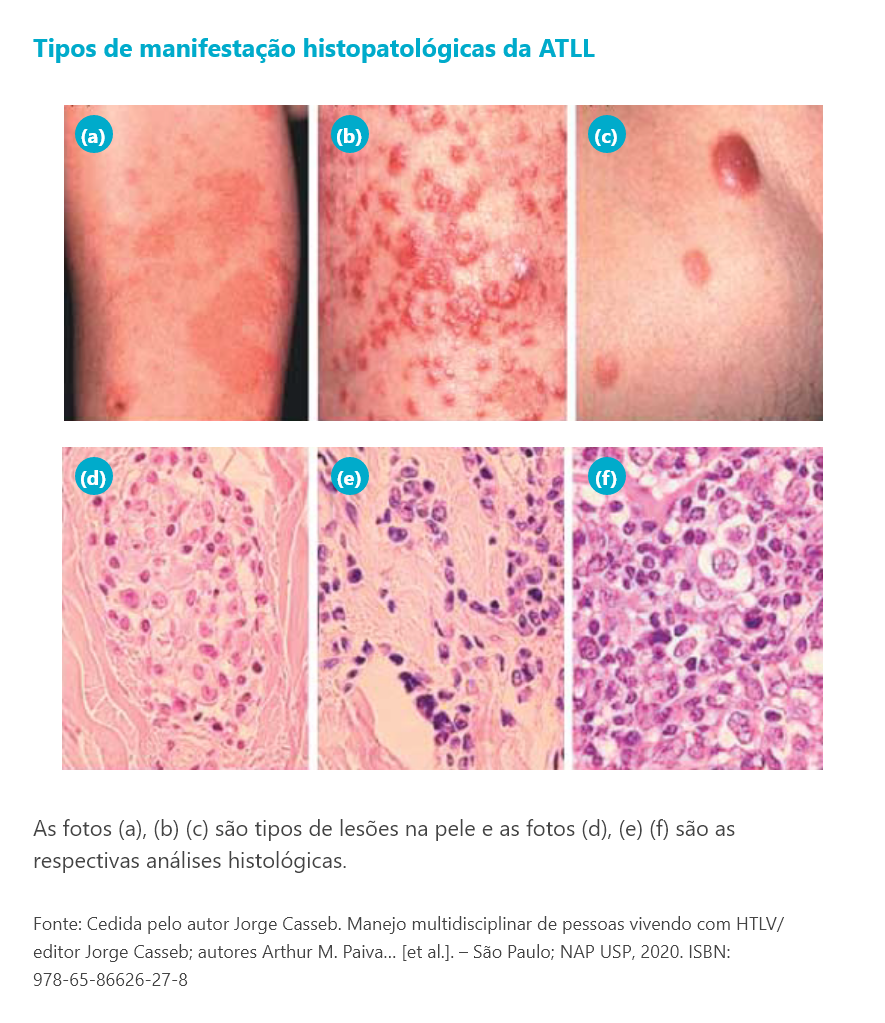 Tipos de manifestação histopatológicas da ATLL
(a) (b) (c)
(d) (e) (f)
As fotos (a), (b) (c) são tipos de lesões na pele e as fotos (d), (e) (f) são as
respectivas análises histológicas.
Fonte: Cedida pelo autor Jorge Casseb. Manejo multidisciplinar de pessoas vivendo com HTLV/
editor Jorge Casseb; autores Arthur M. Paiva... [et al.]. – São Paulo; NAP USP, 2020. ISBN:
978-65-86626-27-8